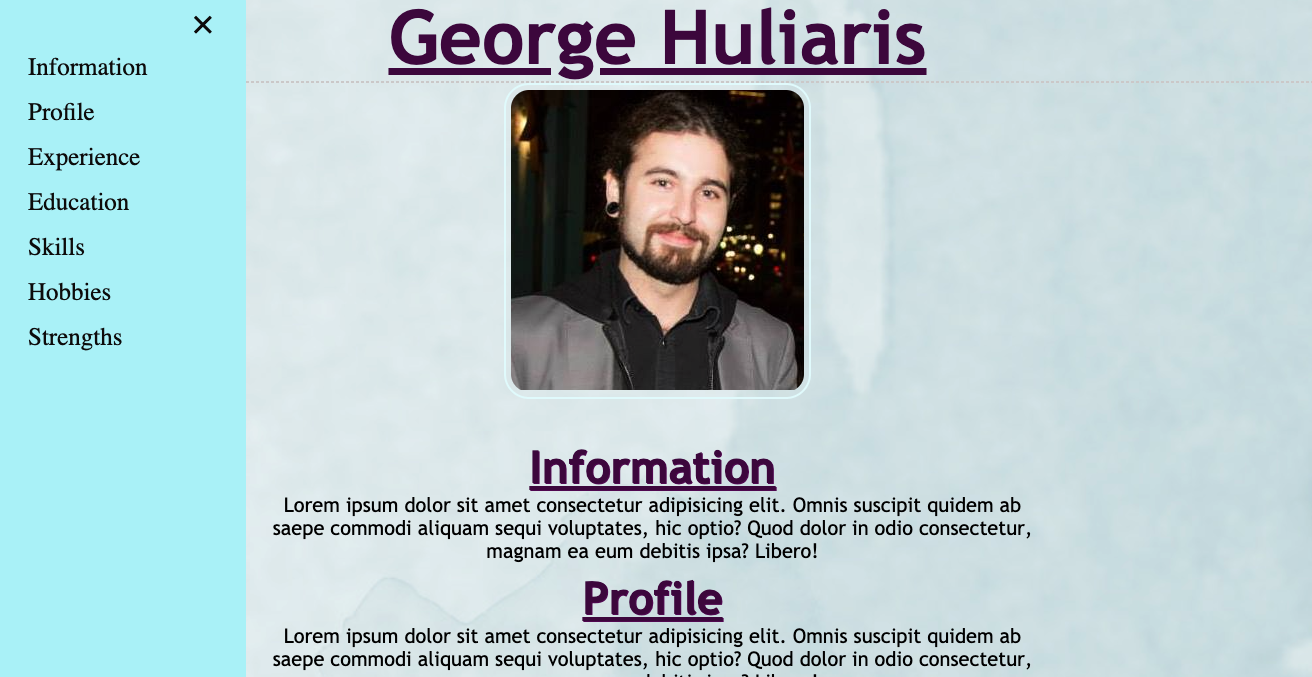 ×
Information
Profile
Experience
Education
Skills
Hobbies
Strengths
George Huliaris
Information
Lorem ipsum dolor sit amet consectetur adipisicing elit. Omnis suscipit quidem ab
saepe commodi aliquam sequi voluptates, hic optio? Quod dolor in odio consectetur,
magnam ea eum debitis ipsa? Libero!
Profile
Lorem ipsum dolor sit amet consectetur adipisicing elit. Omnis suscipit quidem ab
saepe commodi aliquam sequi voluptates, hic optio? Quod dolor in odio consectetur,